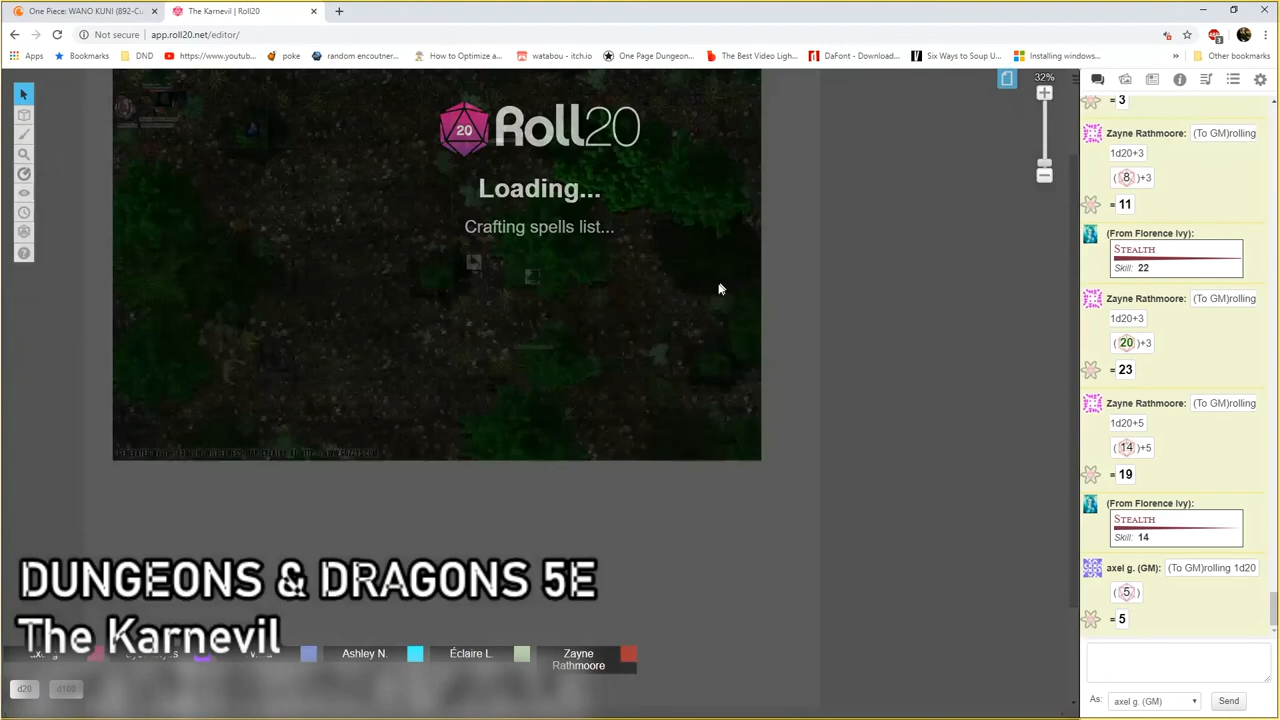 One Piece: WANO KUNI (892-Cu
The Karnevil | Roll20
Not secure | app.roll20.net/editor/
Apps
Bookmarks
DND
https://www.youtub...
poke
random encoutner...
How to Optimize a...
watabou - itch.io
One Page Dungeon...
The Best Video Ligh...
DaFont - Download...
Six Ways to Soup U...
Installing windows...
»
Other bookmarks
32%
20 Roll20
Loading...
Crafting spells list...
= 3
Zayne Rathmoore: (To GM)rolling
1d20+3
(8)+3
= 11
(From Florence Ivy):
STEALTH
Skill: 22
Zayne Rathmoore: (To GM)rolling
1d20+3
(20)+3
= 23
Zayne Rathmoore: (To GM)rolling
1d20+5
(14)+5
= 19
(From Florence Ivy):
STEALTH
Skill: 14
axel g. (GM): (To GM)rolling 1d20
(5)
= 5
DUNGEONS & DRAGONS 5E
The Karnevil
Ashley N.
Éclaire L.
Zayne
Rathmoore
d20
d100
As: axel g. (GM)
Send